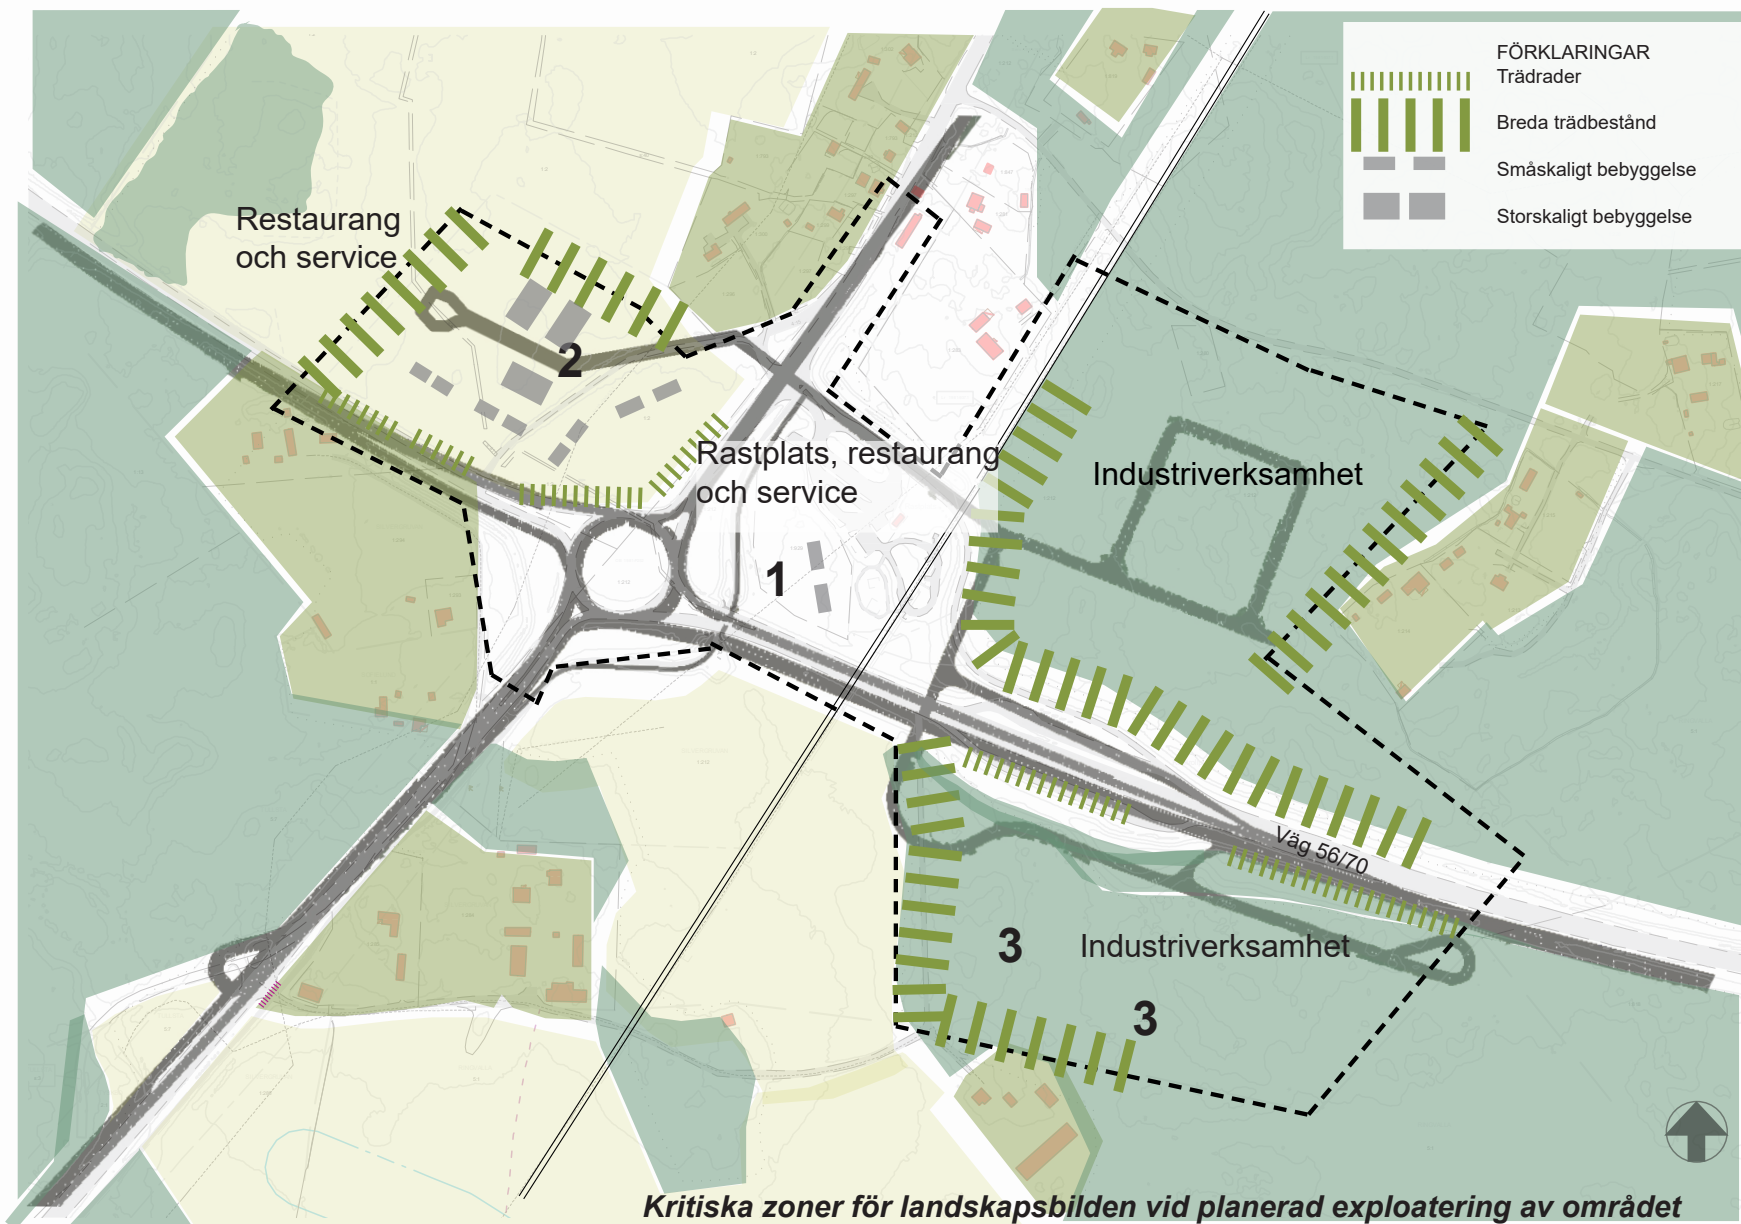 FÖRKLARINGAR
Trädrader
Breda trädbestånd
Småskaligt bebyggelse
Storskaligt bebyggelse
Restaurang
och service
2
Rastplats, restaurang
och service
Industriverksamhet
1
Väg 56/70
3
Industriverksamhet
3
Kritiska zoner för landskapsbilden vid planerad exploatering av området